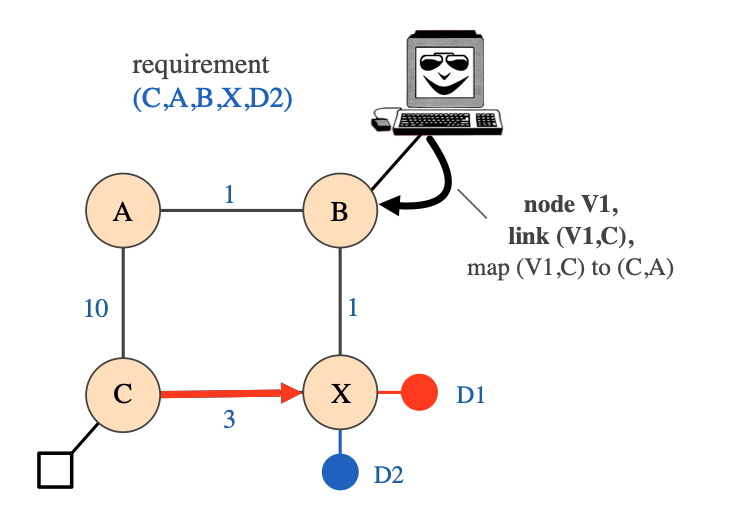 requirement
(C,A,B,X,D2)
A
1
B
node V1,
link (V1,C),
map (V1,C) to (C,A)
10
1
C
3
X
D1
D2